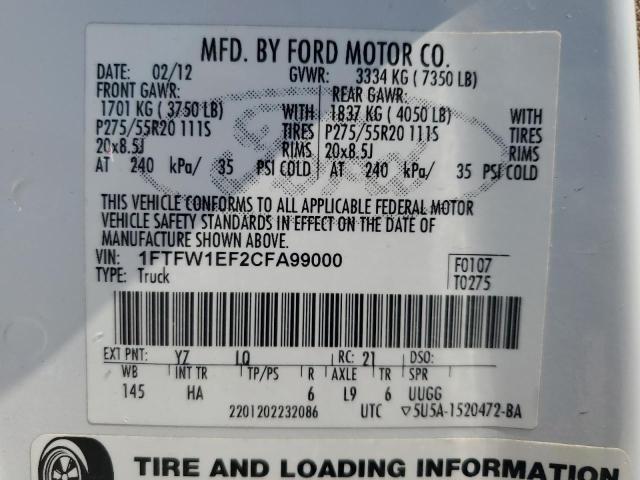 MFD. BY FORD MOTOR CO.
DATE: 02/12 GVWR: 3334 KG ( 7350 LB)
FRONT GAWR: REAR GAWR:
1701 KG ( 3750 LB) WITH 1837 KG ( 4050 LB) WITH
P275/55R20 111S TIRES P275/55R20 111S TIRES
20x8.5J RIMS 20x8.5J RIMS
AT 240 kPa/ 35 PSI COLD AT 240 kPa/ 35 PSI COLD
THIS VEHICLE CONFORMS TO ALL APPLICABLE FEDERAL MOTOR
VEHICLE SAFETY STANDARDS IN EFFECT ON THE DATE OF
MANUFACTURE SHOWN ABOVE.
VIN: 1FTFW1EF2CFA99000 F0107
TYPE: Truck T0275
EXT PNT: YZ LQ RC: 21 DSO:
WB INT TR TP/PS R AXLE TR SPR
145 HA 6 L9 6 UUGG
2201202232086 UTC ▽5U5A-1520472-BA
TIRE AND LOADING INFORMATION